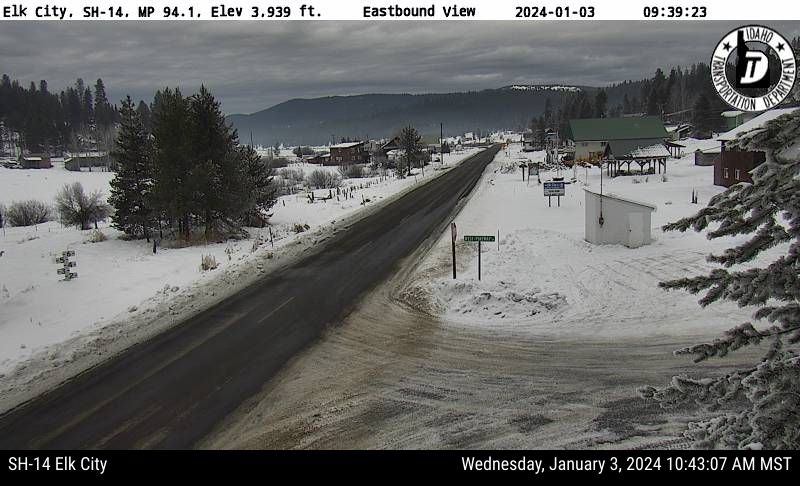 Elk City, SH-14, MP 94.1, Elev 3,939 ft. Eastbound View 2024-01-03 09:39:23
IDAHO
TRANSPORTATION DEPARTMENT
SH-14 Elk City
Wednesday, January 3, 2024 10:43:07 AM MST